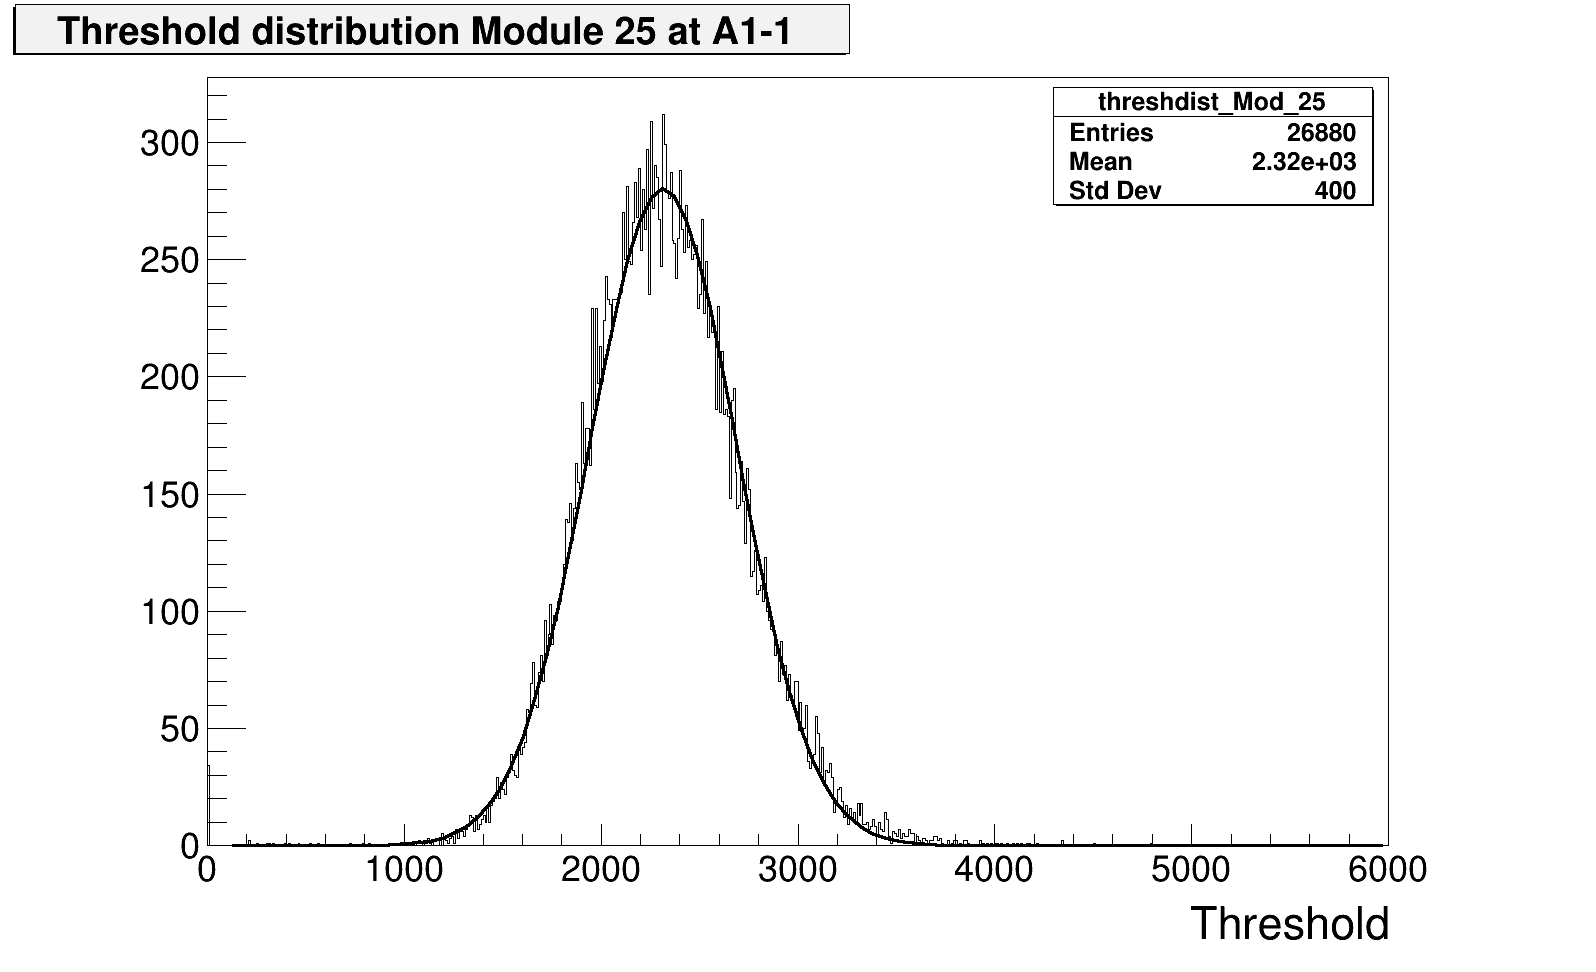 Threshold distribution Module 25 at A1-1
threshdist_Mod_25
Entries 26880
Mean 2.32e+03
Std Dev 400
300
250
200
150
100
50
0
0 1000 2000 3000 4000 5000 6000
Threshold